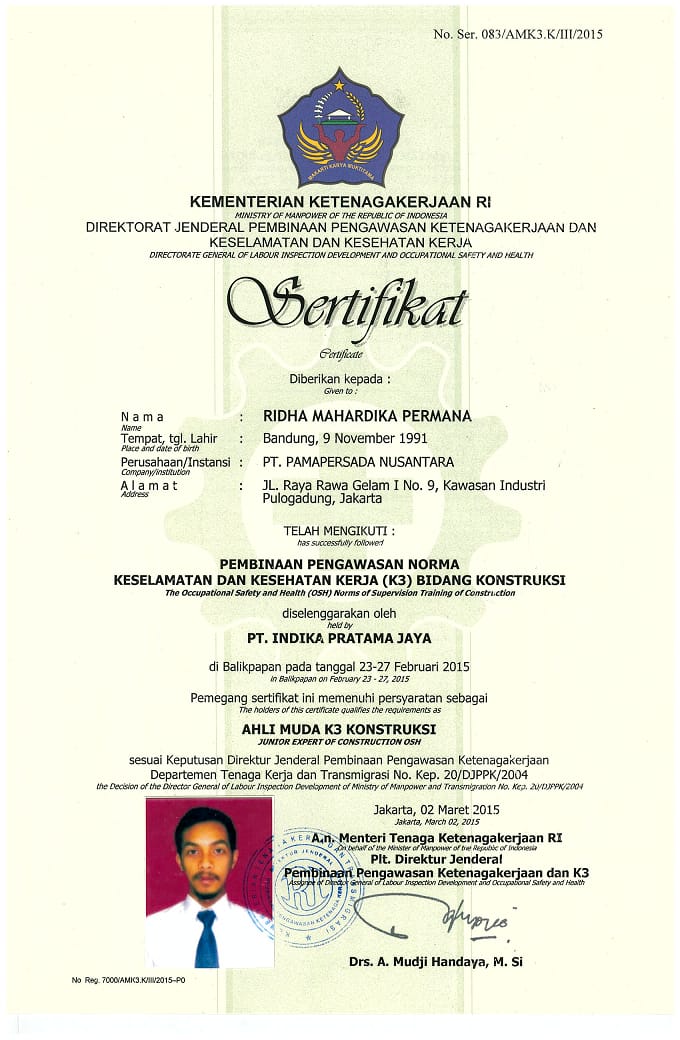 No. Ser. 083/AMK3.K/III/2015
MAKARTI KARYA MUKTITAMA
KEMENTERIAN KETENAGAKERJAAN RI
MINISTRY OF MANPOWER OF THE REPUBLIC OF INDONESIA
DIREKTORAT JENDERAL PEMBINAAN PENGAWASAN KETENAGAKERJAAN DAN
KESELAMATAN DAN KESEHATAN KERJA
DIRECTORATE GENERAL OF LABOUR INSPECTION DEVELOPMENT AND OCCUPATIONAL SAFETY AND HEALTH
Sertifikat
Certificate
Diberikan kepada :
Given to :
Nama : RIDHA MAHARDIKA PERMANA
Name
Tempat, tgl. Lahir : Bandung, 9 November 1991
Place and date of birth
Perusahaan/Instansi : PT. PAMAPERSADA NUSANTARA
Company/institution
Alamat : JL. Raya Rawa Gelam I No. 9, Kawasan Industri
Address
Pulogadung, Jakarta
TELAH MENGIKUTI :
has successfully followed
PEMBINAAN PENGAWASAN NORMA
KESELAMATAN DAN KESEHATAN KERJA (K3) BIDANG KONSTRUKSI
The Occupational Safety and Health (OSH) Norms of Supervision Training of Construction
diselenggarakan oleh
held by
PT. INDIKA PRATAMA JAYA
di Balikpapan pada tanggal 23-27 Februari 2015
in Balikpapan on February 23 - 27, 2015
Pemegang sertifikat ini memenuhi persyaratan sebagai
The holders of this certificate qualifies the requirements as
AHLI MUDA K3 KONSTRUKSI
JUNIOR EXPERT OF CONSTRUCTION OSH
sesuai Keputusan Direktur Jenderal Pembinaan Pengawasan Ketenagakerjaan
Departemen Tenaga Kerja dan Transmigrasi No. Kep. 20/DJPPK/2004
the Decision of the Director General of Labour Inspection Development of Ministry of Manpower and Transmigration No. Kep. 20/DJPPK/2004
Jakarta, 02 Maret 2015
Jakarta, March 02, 2015
A.n. Menteri Tenaga Ketenagakerjaan RI
On behalf of the Minister of Manpower of the Republic of Indonesia
Plt. Direktur Jenderal
Pembinaan Pengawasan Ketenagakerjaan dan K3
Assignee of Director General of Labour Inspection Development and Occupational Safety and Health
Drs. A. Mudji Handaya, M. Si
No Reg. 7000/AMK3.K/III/2015-P0